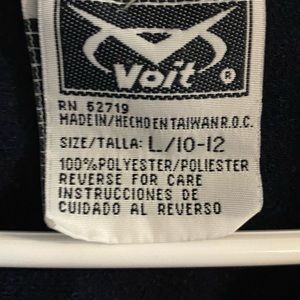 Voit ®
RN 52719
MADE IN/HECHO EN TAIWAN R.O.C.
SIZE/TALLA: L/10-12
100% POLYESTER/POLIESTER
REVERSE FOR CARE
INSTRUCCIONES DE
CUIDADO AL REVERSO